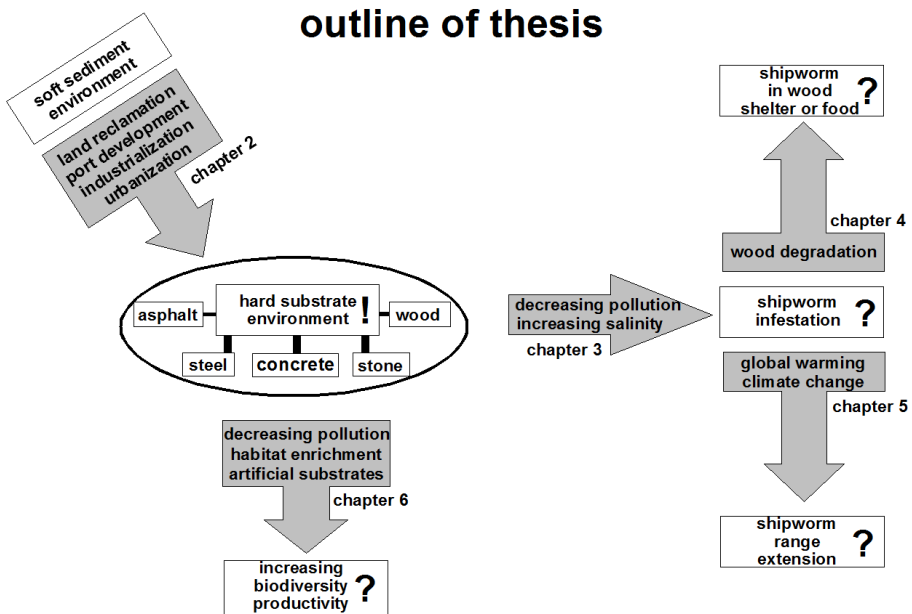 outline of thesis
soft sediment
environment
land reclamation
port development
industrialization
urbanization
chapter 2
hard substrate
environment !
asphalt
wood
steel
concrete
stone
decreasing pollution
habitat enrichment
artificial substrates
chapter 6
increasing
biodiversity
productivity ?
decreasing pollution
increasing salinity
chapter 3
shipworm
in wood
shelter or food ?
chapter 4
wood degradation
shipworm
infestation ?
global warming
climate change
chapter 5
shipworm
range
extension ?